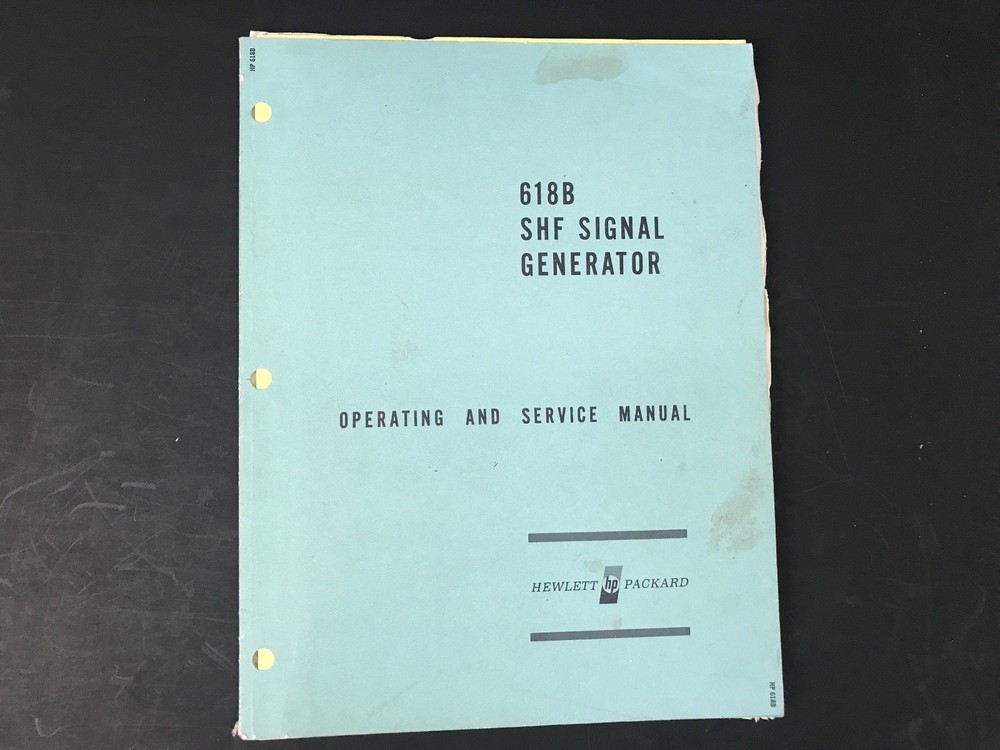 HP 618B
618B
SHF SIGNAL
GENERATOR
OPERATING AND SERVICE MANUAL
HEWLETT hp PACKARD
HP 618B